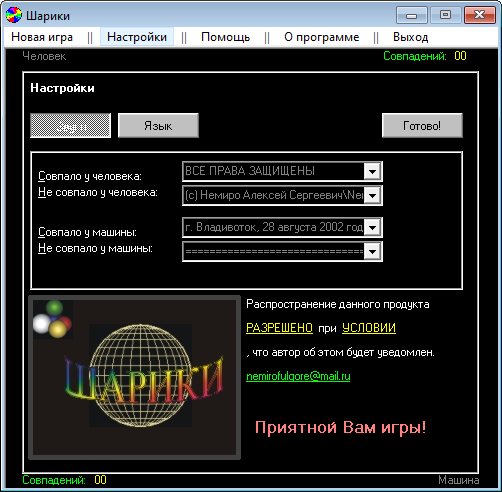 Шарики
Новая игра || Настройки || Помощь || О программе || Выход
Человек Совпадений: 00
Настройки
Звуки Язык Готово!
Совпало у человека: ВСЕ ПРАВА ЗАЩИЩЕНЫ
Не совпало у человека: (c) Немиро Алексей Сергеевич\Ner
Совпало у машины: г. Владивоток, 28 августа 2002 год
Не совпало у машины: ==============================
Распространение данного продукта
РАЗРЕШЕНО при УСЛОВИИ
, что автор об этом будет уведомлен.
nemirofulgore@mail.ru
ШАРИКИ
Приятной Вам игры!
Совпадений: 00 Машина